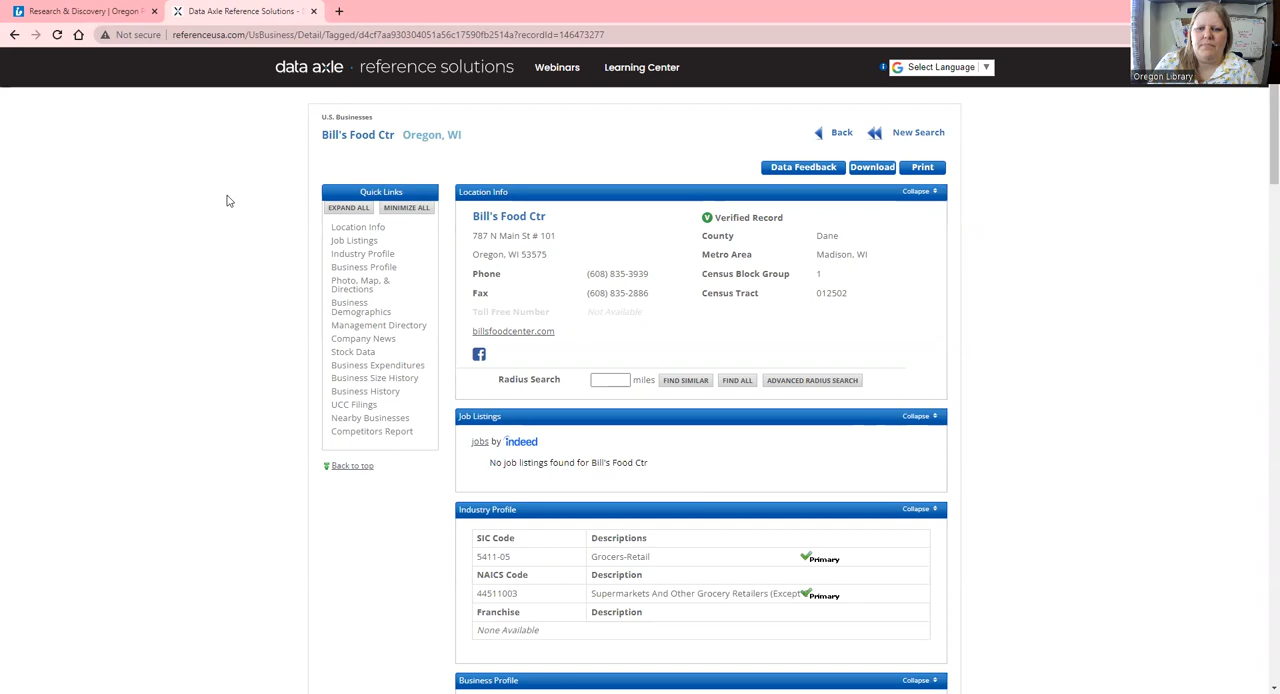 Research & Discovery | Oregon P
Data Axle Reference Solutions -
Not secure
referenceusa.com/UsBusiness/Detail/Tagged/d4cf7aa930304051a56c17590fb2514a?recordId=146473277
Oregon Library
data axle · reference solutions
Webinars
Learning Center
Select Language
U.S. Businesses
Bill's Food Ctr Oregon, WI
Back
New Search
Data Feedback
Download
Print
Quick Links
EXPAND ALL
MINIMIZE ALL
Location Info
Job Listings
Industry Profile
Business Profile
Photo, Map, &
Directions
Business
Demographics
Management Directory
Company News
Stock Data
Business Expenditures
Business Size History
Business History
UCC Filings
Nearby Businesses
Competitors Report
Back to top
Location Info
Collapse
Bill's Food Ctr
787 N Main St # 101
Oregon, WI 53575
Phone (608) 835-3939
Fax (608) 835-2886
Toll Free Number Not Available
billsfoodcenter.com
Verified Record
County Dane
Metro Area Madison, WI
Census Block Group 1
Census Tract 012502
Radius Search miles
FIND SIMILAR
FIND ALL
ADVANCED RADIUS SEARCH
Job Listings
Collapse
jobs by indeed
No job listings found for Bill's Food Ctr
Industry Profile
Collapse
SIC Code Descriptions
5411-05 Grocers-Retail Primary
NAICS Code Description
44511003 Supermarkets And Other Grocery Retailers (Except Primary
Franchise Description
None Available
Business Profile
Collapse